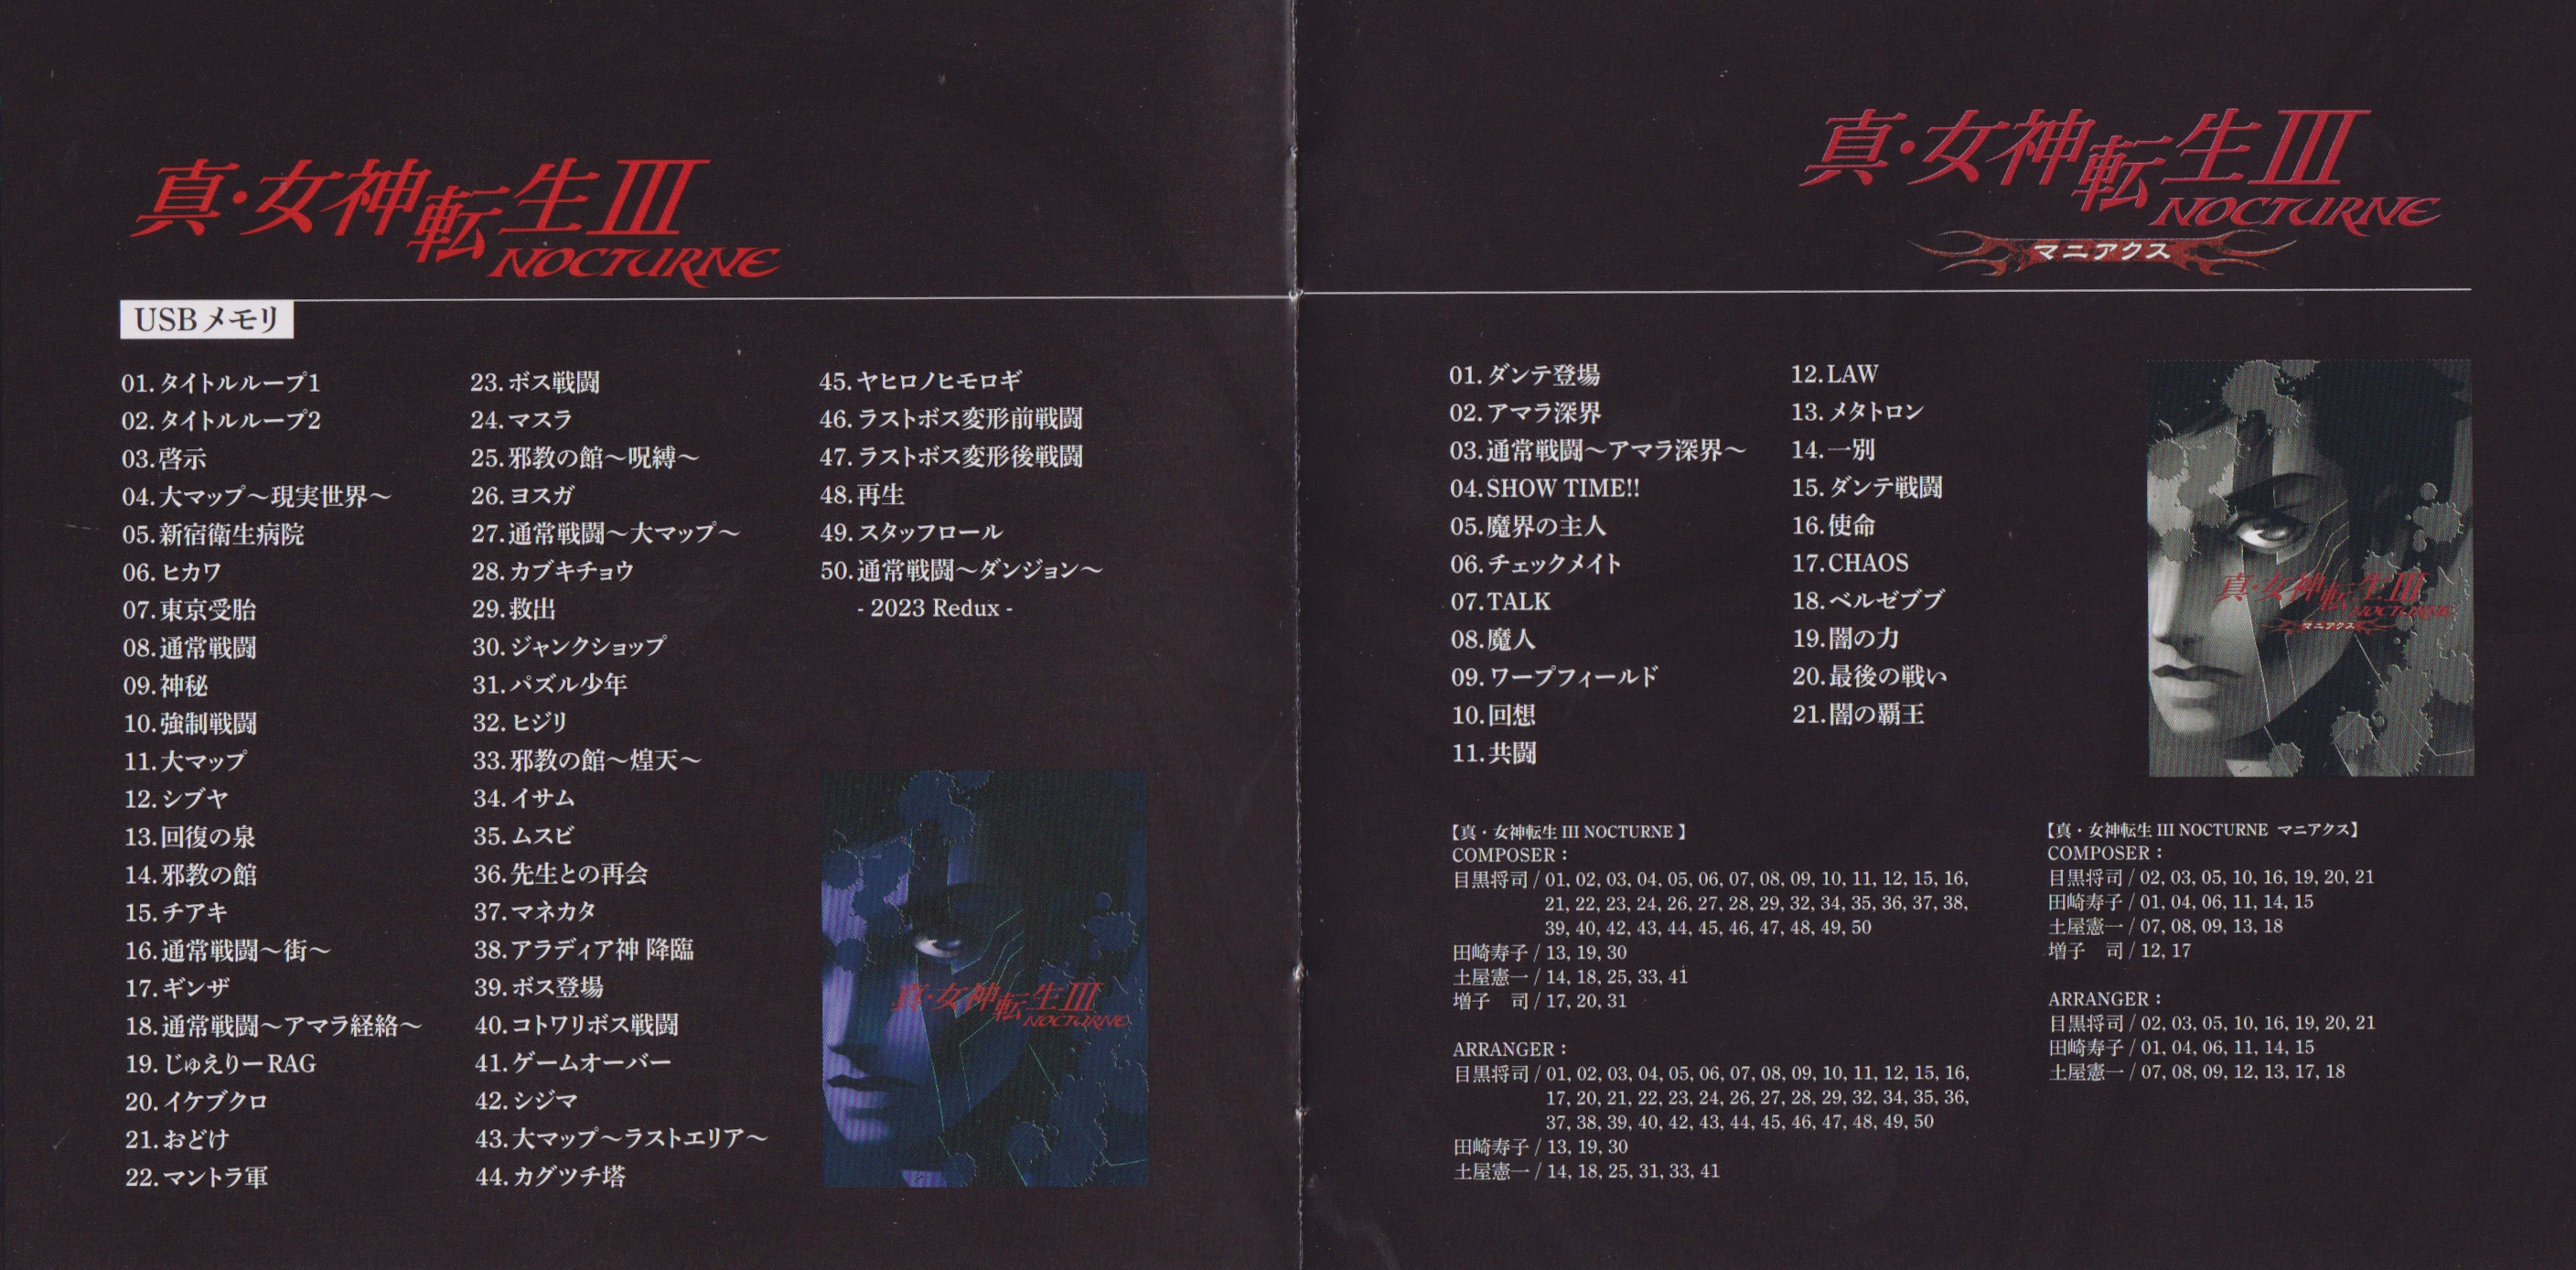 真・女神転生III
NOCTURNE
USBメモリ
01.タイトルループ1
02.タイトルループ2
03.啓示
04.大マップ～現実世界～
05.新宿衛生病院
06.ヒカワ
07.東京受胎
08.通常戦闘
09.神秘
10.強制戦闘
11.大マップ
12.シブヤ
13.回復の泉
14.邪教の館
15.チアキ
16.通常戦闘～街～
17.ギンザ
18.通常戦闘～アマラ経絡～
19.じゅえりーRAG
20.イケブクロ
21.おどけ
22.マントラ軍
23.ボス戦闘
24.マスラ
25.邪教の館～呪縛～
26.ヨスガ
27.通常戦闘～大マップ～
28.カブキチョウ
29.救出
30.ジャンクショップ
31.パズル少年
32.ヒジリ
33.邪教の館～煌天～
34.イサム
35.ムスビ
36.先生との再会
37.マネカタ
38.アラディア神 降臨
39.ボス登場
40.コトワリボス戦闘
41.ゲームオーバー
42.シジマ
43.大マップ～ラストエリア～
44.カグツチ塔
45.ヤヒロノヒモロギ
46.ラストボス変形前戦闘
47.ラストボス変形後戦闘
48.再生
49.スタッフロール
50.通常戦闘～ダンジョン～
- 2023 Redux -
真・女神転生III
NOCTURNE
真・女神転生III
NOCTURNE
マニアクス
01.ダンテ登場
02.アマラ深界
03.通常戦闘～アマラ深界～
04.SHOW TIME!!
05.魔界の主人
06.チェックメイト
07.TALK
08.魔人
09.ワープフィールド
10.回想
11.共闘
12.LAW
13.メタトロン
14.一別
15.ダンテ戦闘
16.使命
17.CHAOS
18.ベルゼブブ
19.闇の力
20.最後の戦い
21.闇の覇王
真・女神転生III
NOCTURNE
マニアクス
【真・女神転生 III NOCTURNE 】
COMPOSER：
目黒将司 / 01, 02, 03, 04, 05, 06, 07, 08, 09, 10, 11, 12, 15, 16,
21, 22, 23, 24, 26, 27, 28, 29, 32, 34, 35, 36, 37, 38,
39, 40, 42, 43, 44, 45, 46, 47, 48, 49, 50
田崎寿子 / 13, 19, 30
土屋憲一 / 14, 18, 25, 33, 41
増子　司 / 17, 20, 31
ARRANGER：
目黒将司 / 01, 02, 03, 04, 05, 06, 07, 08, 09, 10, 11, 12, 15, 16,
17, 20, 21, 22, 23, 24, 26, 27, 28, 29, 32, 34, 35, 36,
37, 38, 39, 40, 42, 43, 44, 45, 46, 47, 48, 49, 50
田崎寿子 / 13, 19, 30
土屋憲一 / 14, 18, 25, 31, 33, 41
【真・女神転生 III NOCTURNE マニアクス】
COMPOSER：
目黒将司 / 02, 03, 05, 10, 16, 19, 20, 21
田崎寿子 / 01, 04, 06, 11, 14, 15
土屋憲一 / 07, 08, 09, 13, 18
増子　司 / 12, 17
ARRANGER：
目黒将司 / 02, 03, 05, 10, 16, 19, 20, 21
田崎寿子 / 01, 04, 06, 11, 14, 15
土屋憲一 / 07, 08, 09, 12, 13, 17, 18